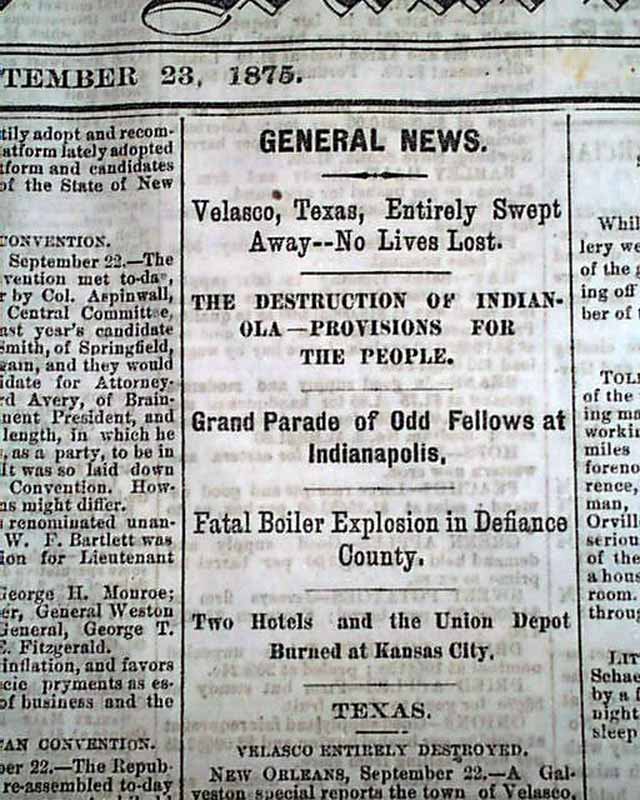 TEMBER 23, 1875.
tily adopt and recom-
atform lately adopted
tform and candidates
of the State of New
CONVENTION.
September 22.—The
vention met to-day,
r by Col. Aspinwall,
Central Committee,
ast year's candidate
Smith, of Springfield,
gain, and they would
idate for Attorney-
rd Avery, of Brain-
nent President, and
length, in which he
, as a party, to be in
It was so laid down
Convention. How-
ns might differ.
s renominated unan-
W. F. Bartlett was
ion for Lieutenant
George H. Monroe;
er, General Weston
General, George T.
E. Fitzgerald.
inflation, and favors
cie pryments as es-
of business and the
AN CONVENTION.
ber 22.—The Repub-
re-assembled to-day
GENERAL NEWS.
Velasco, Texas, Entirely Swept
Away--No Lives Lost.
THE DESTRUCTION OF INDIAN-
OLA—PROVISIONS FOR
THE PEOPLE.
Grand Parade of Odd Fellows at
Indianapolis.
Fatal Boiler Explosion in Defiance
County.
Two Hotels and the Union Depot
Burned at Kansas City.
TEXAS.
VELASCO ENTIRELY DESTROYED.
NEW ORLEANS, September 22.—A Gal-
veston special reports the town of Velasco,
Whil
lery we
of the
ing off
ber of t
TOL
of the
ing ma
workin
miles
foreno
rence,
man,
Orvill
seriou
of the
a hous
room.
throug
LIT
Schae
by a f
night
sleep